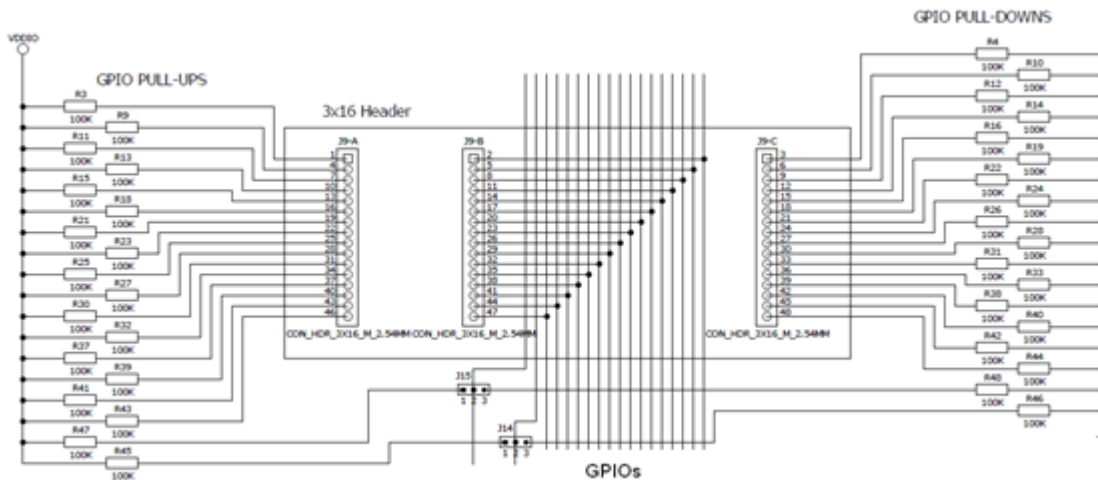 GPIO PULL-DOWNS
VDDIO
GPIO PULL-UPS
3x16 Header
R3
100K
R9
100K
R11
100K
R13
100K
R15
100K
R18
100K
R21
100K
R23
100K
R25
100K
R27
100K
R30
100K
R32
100K
R37
100K
R39
100K
R41
100K
R43
100K
R47
100K
R45
100K
J9-A
1
4
7
10
13
16
19
22
25
28
31
34
37
40
43
46
CON_HDR_3X16_M_2.54MM
J9-B
2
5
8
11
14
17
20
23
26
29
32
35
38
41
44
47
CON_HDR_3X16_M_2.54MM
J9-C
3
6
9
12
15
18
21
24
27
30
33
36
39
42
45
48
CON_HDR_3X16_M_2.54MM
R4
100K
R10
100K
R12
100K
R14
100K
R16
100K
R19
100K
R22
100K
R24
100K
R26
100K
R28
100K
R31
100K
R33
100K
R38
100K
R40
100K
R42
100K
R44
100K
R48
100K
R46
100K
J15
1 2 3
J14
1 2 3
GPIOs